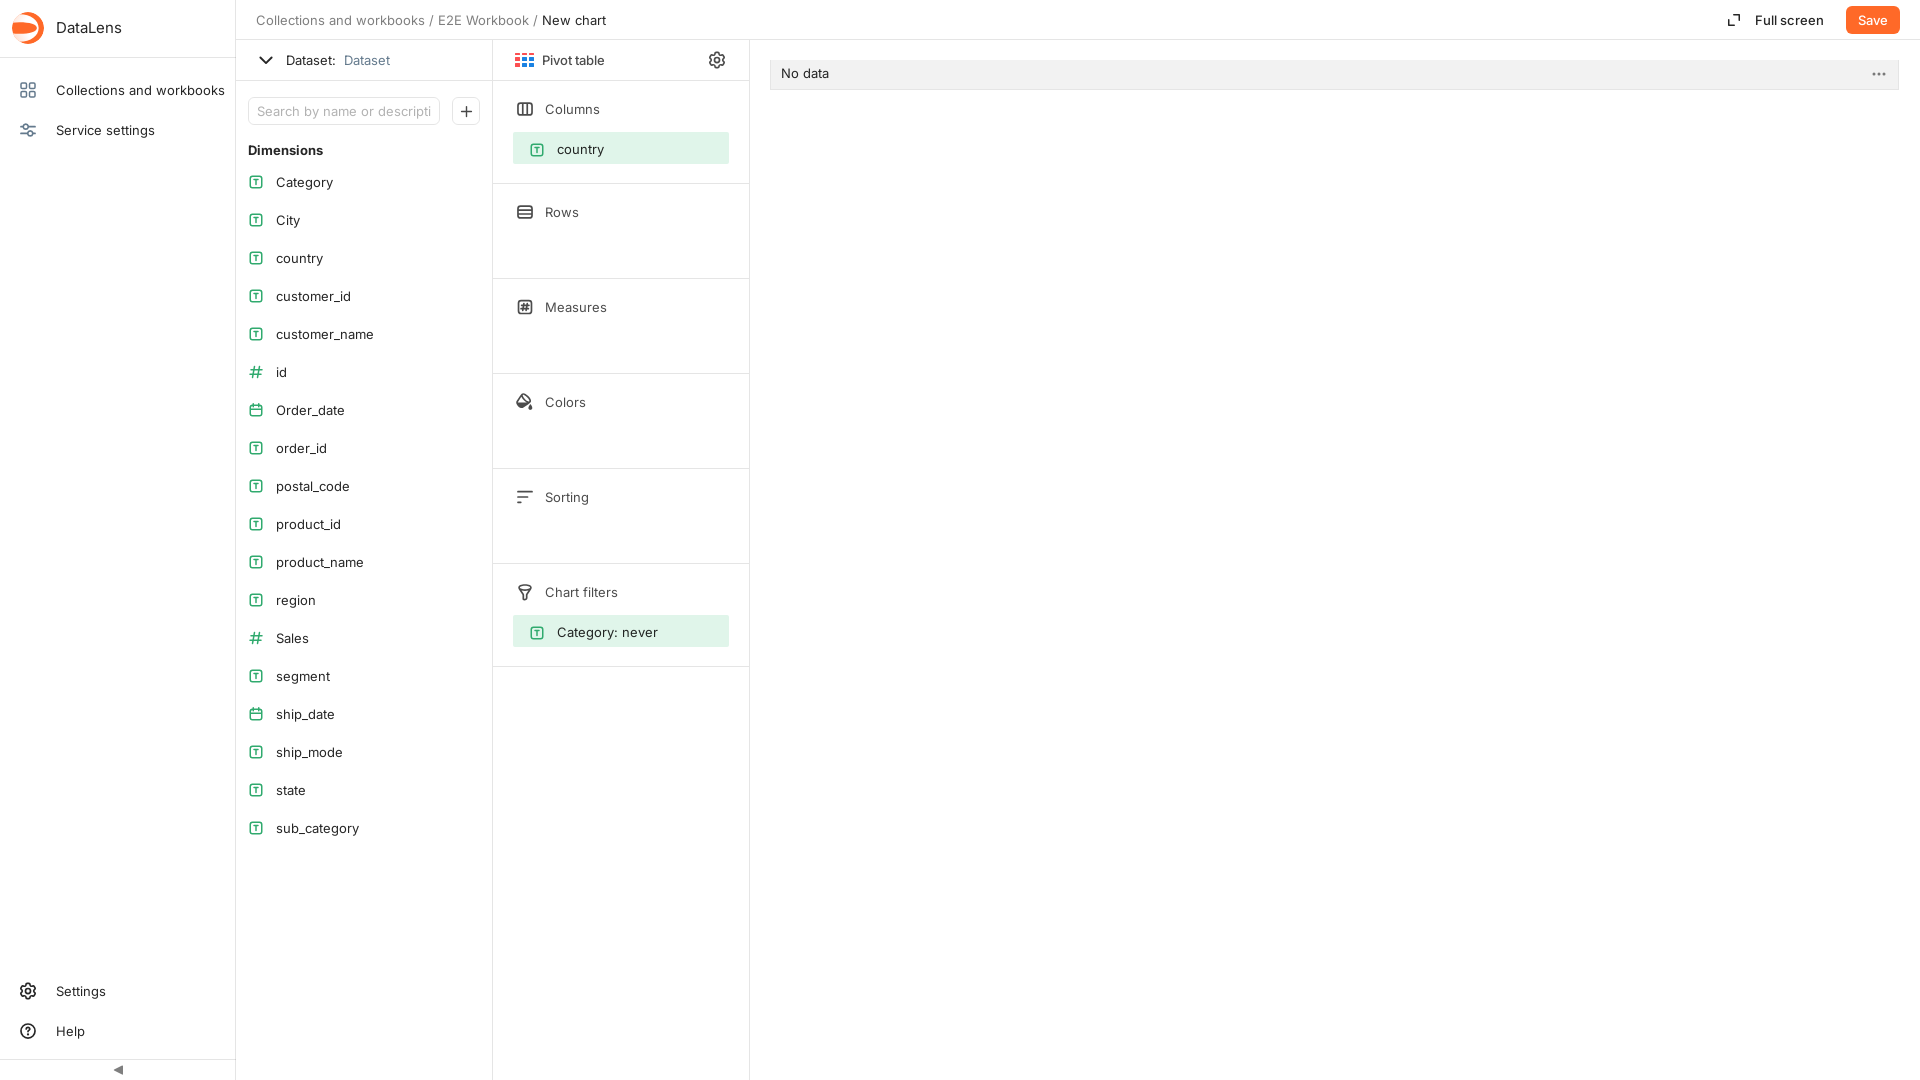 DataLens
Collections and workbooks
Service settings
Settings
Help
Collections and workbooks / E2E Workbook / New chart
Full screen
Save
Dataset: Dataset
Search by name or descripti
Dimensions
Category
City
country
customer_id
customer_name
id
Order_date
order_id
postal_code
product_id
product_name
region
Sales
segment
ship_date
ship_mode
state
sub_category
Pivot table
Columns
country
Rows
Measures
Colors
Sorting
Chart filters
Category: never
No data